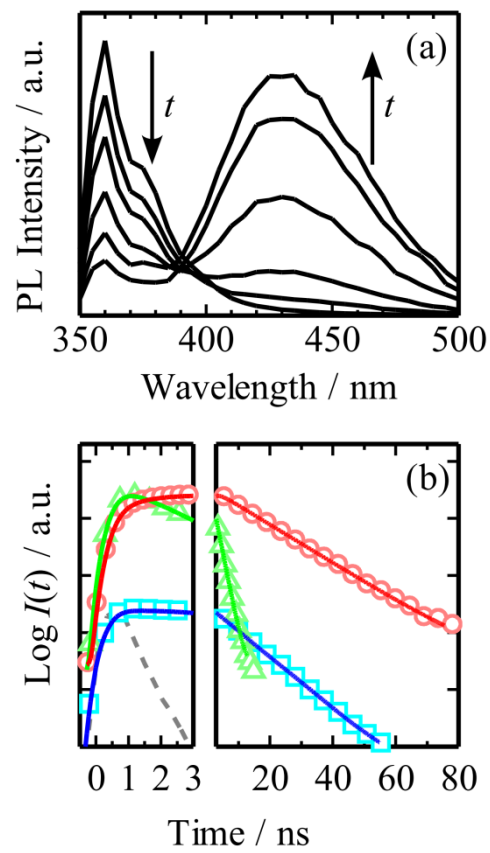 (a)
t
t
PL Intensity / a.u.
350 400 450 500
Wavelength / nm
(b)
Log I(t) / a.u.
0 1 2 3 20 40 60 80
Time / ns